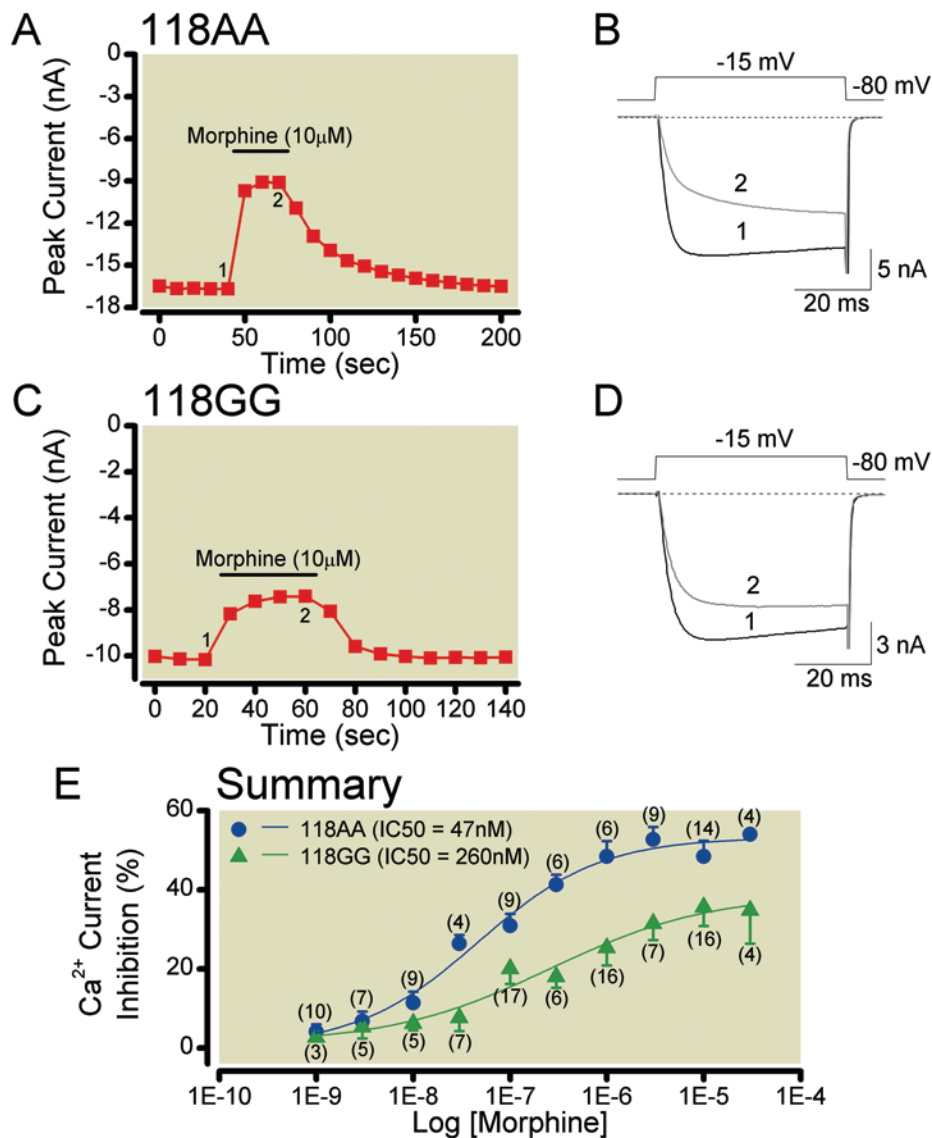 A 118AA
Peak Current (nA)
0
-3
-6
-9
-12
-15
-18
Morphine (10µM)
1
2
0 50 100 150 200
Time (sec)
B
-15 mV
-80 mV
2
1
5 nA
20 ms
C 118GG
Peak Current (nA)
0
-2
-4
-6
-8
-10
Morphine (10µM)
1
2
0 20 40 60 80 100 120 140
Time (sec)
D
-15 mV
-80 mV
2
1
3 nA
20 ms
E Summary
Ca2+ Current
Inhibition (%)
60
40
20
0
118AA (IC50 = 47nM)
118GG (IC50 = 260nM)
(10) (7) (9) (4) (9) (6) (6) (9) (14) (4)
(3) (5) (5) (7) (17) (6) (16) (7) (16) (4)
1E-10 1E-9 1E-8 1E-7 1E-6 1E-5 1E-4
Log [Morphine]